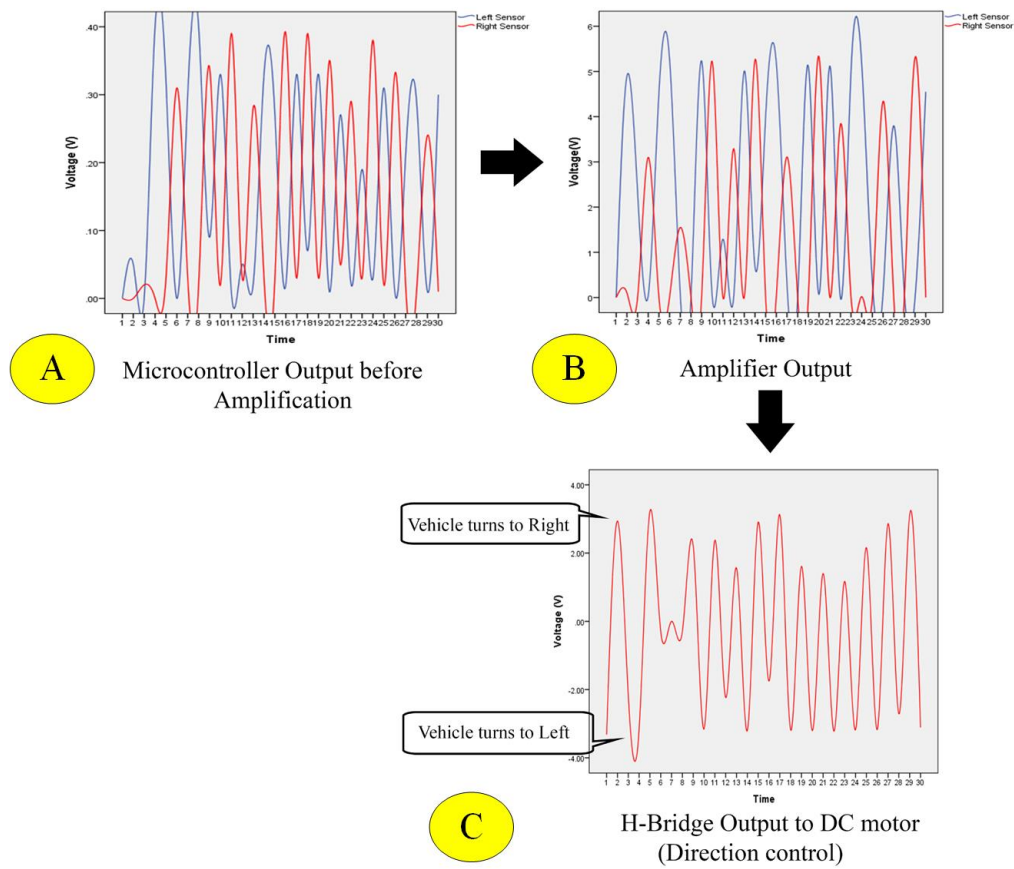 Left Sensor
Right Sensor
.40
.30
.20
.10
.00
Voltage (V)
1 2 3 4 5 6 7 8 9 10 11 12 13 14 15 16 17 18 19 20 21 22 23 24 25 26 27 28 29 30
Time
A
Microcontroller Output before
Amplification
Left Sensor
Right Sensor
6
5
4
3
2
1
0
Voltage(V)
1 2 3 4 5 6 7 8 9 10 11 12 13 14 15 16 17 18 19 20 21 22 23 24 25 26 27 28 29 30
Time
B
Amplifier Output
4.00
2.00
.00
-2.00
-4.00
Voltage (V)
Vehicle turns to Right
Vehicle turns to Left
1 2 3 4 5 6 7 8 9 10 11 12 13 14 15 16 17 18 19 20 21 22 23 24 25 26 27 28 29 30
Time
C
H-Bridge Output to DC motor
(Direction control)